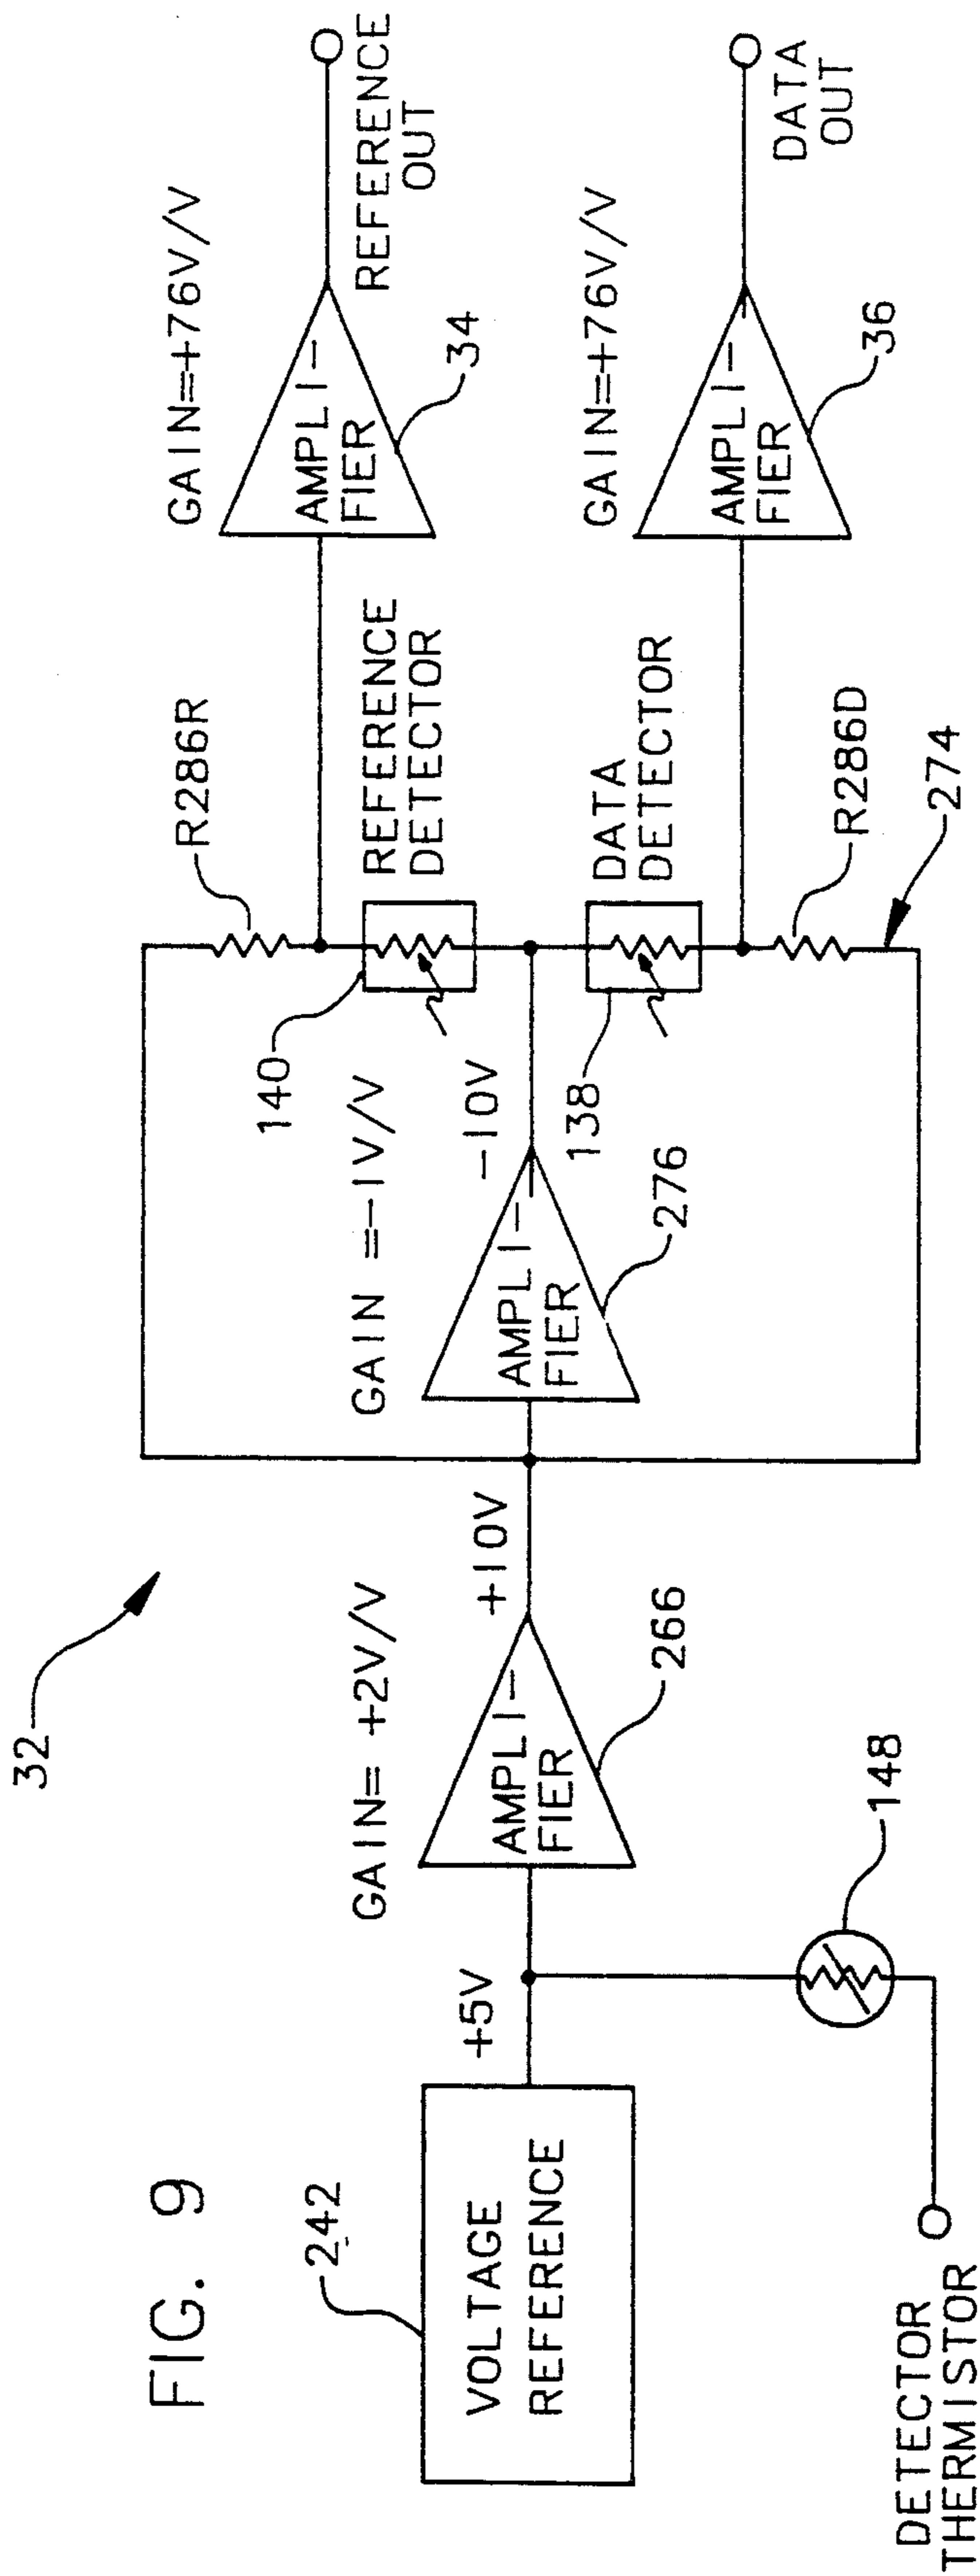 FIG. 9
32
242
VOLTAGE
REFERENCE
+5V
DETECTOR
THERMISTOR
148
GAIN= +2V/V
AMPLI-
FIER
266
+10V
GAIN =-1V/V
AMPLI-
FIER
276
-10V
140
138
R286R
REFERENCE
DETECTOR
DATA
DETECTOR
R286D
274
GAIN=+76V/V
AMPLI-
FIER
34
REFERENCE
OUT
GAIN=+76V/V
AMPLI-
FIER
36
DATA
OUT